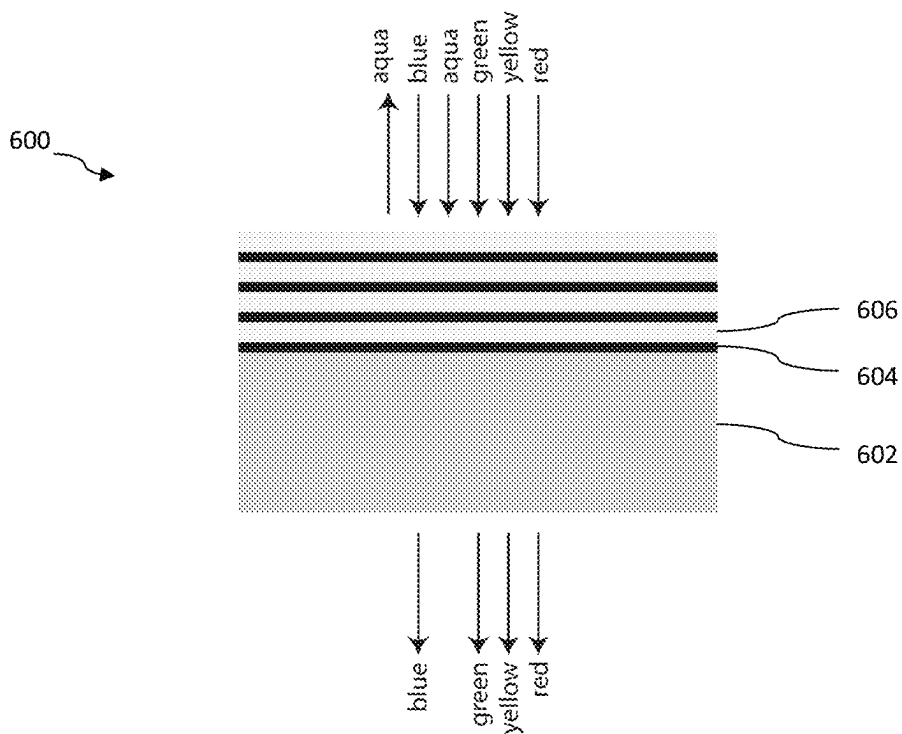 aqua
blue
aqua
green
yellow
red
600
606
604
602
blue
green
yellow
red